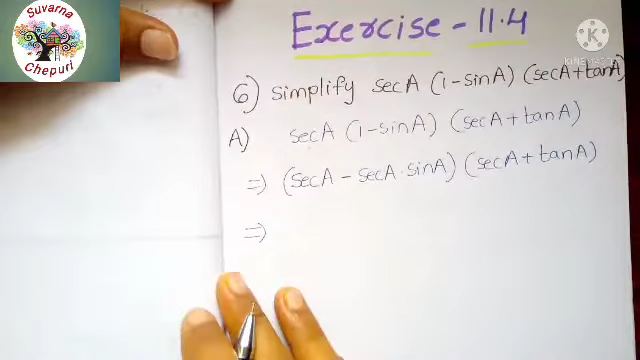 Suvarna
Chepuri
Exercise - 11.4
KINEMASTER
6) Simplify secA (1-sinA) (secA+tanA)
A) secA (1-sinA) (secA+tanA)
⇒ (secA - secA·sinA) (secA+tanA)
⇒